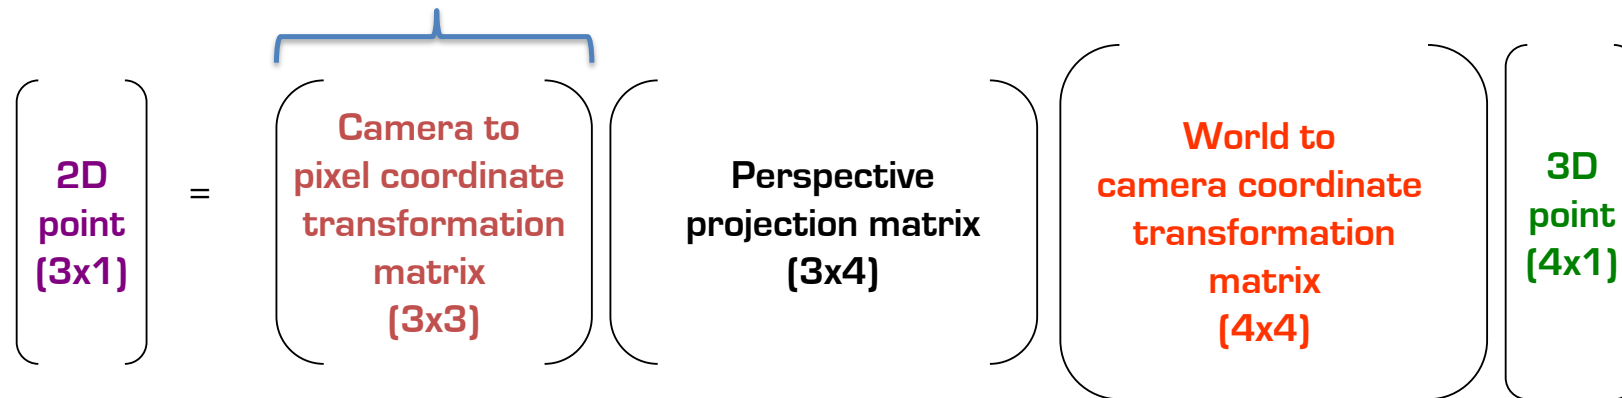 2D
point
(3x1)
=
Camera to
pixel coordinate
transformation
matrix
(3x3)
Perspective
projection matrix
(3x4)
World to
camera coordinate
transformation
matrix
(4x4)
3D
point
(4x1)